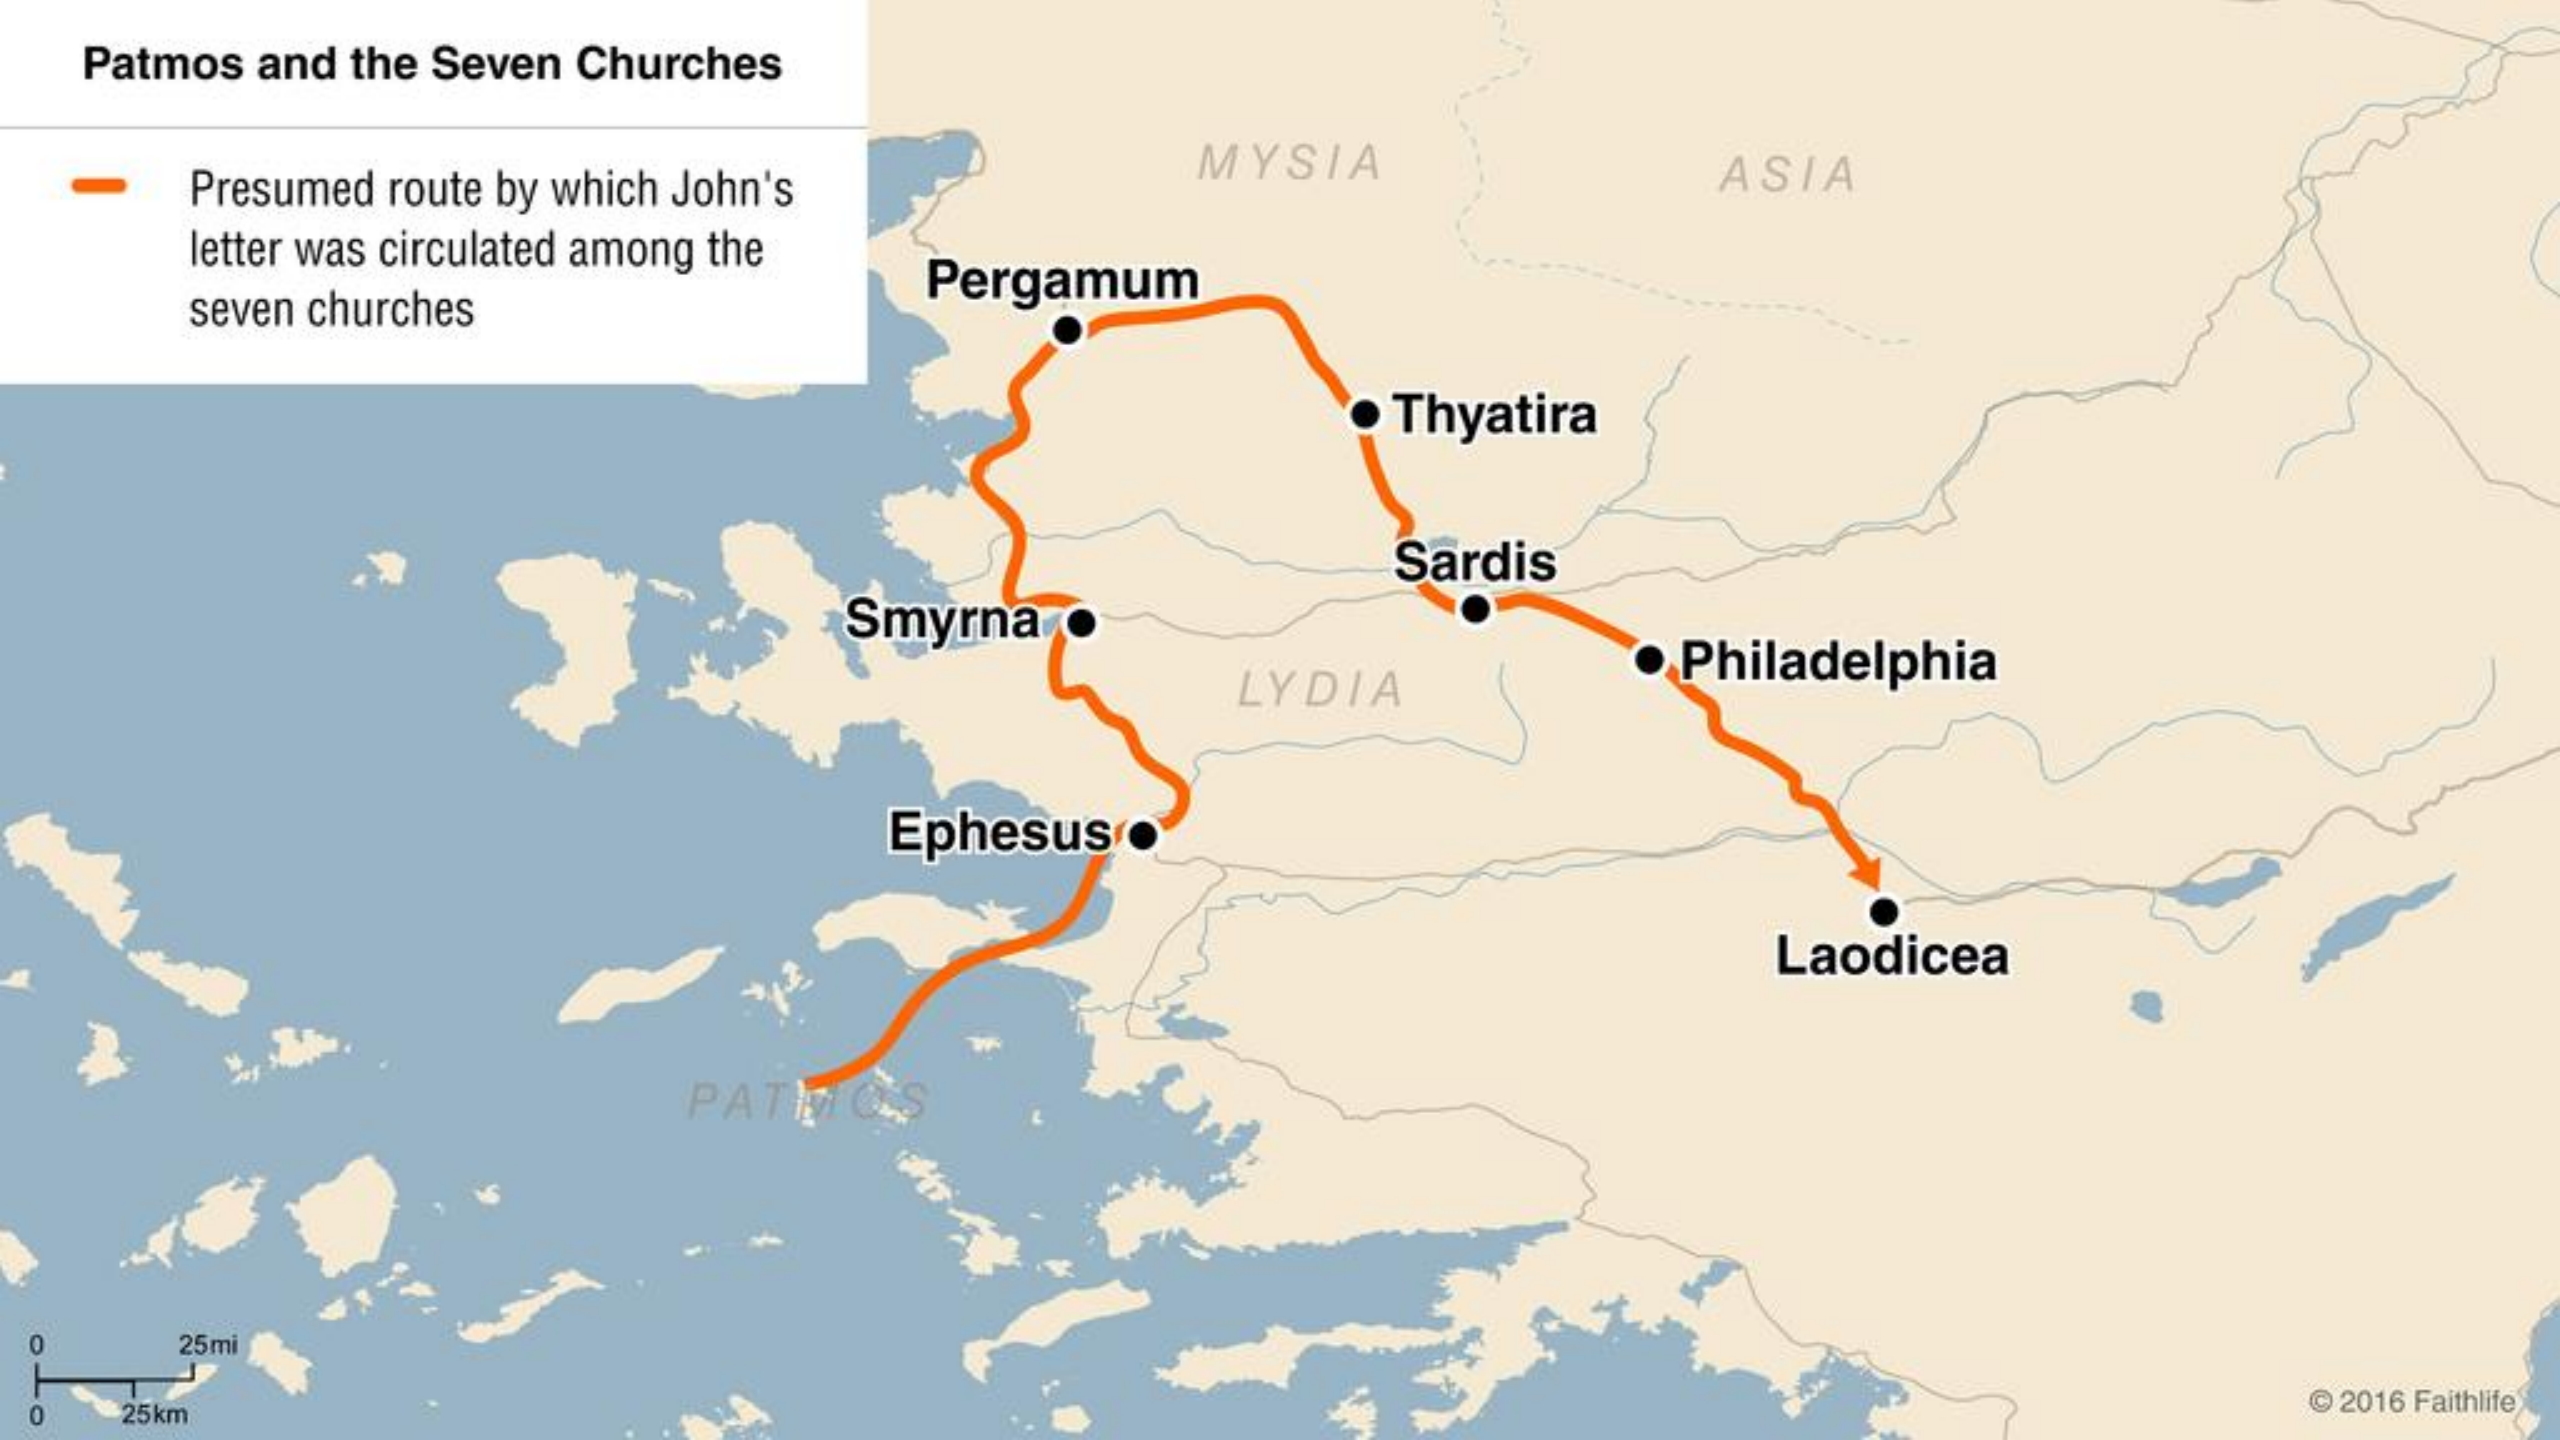 Patmos and the Seven Churches
Presumed route by which John's
letter was circulated among the
seven churches
MYSIA
ASIA
Pergamum
Thyatira
Sardis
Smyrna
Philadelphia
LYDIA
Ephesus
Laodicea
PATMOS
0 25mi
0 25km
© 2016 Faithlife